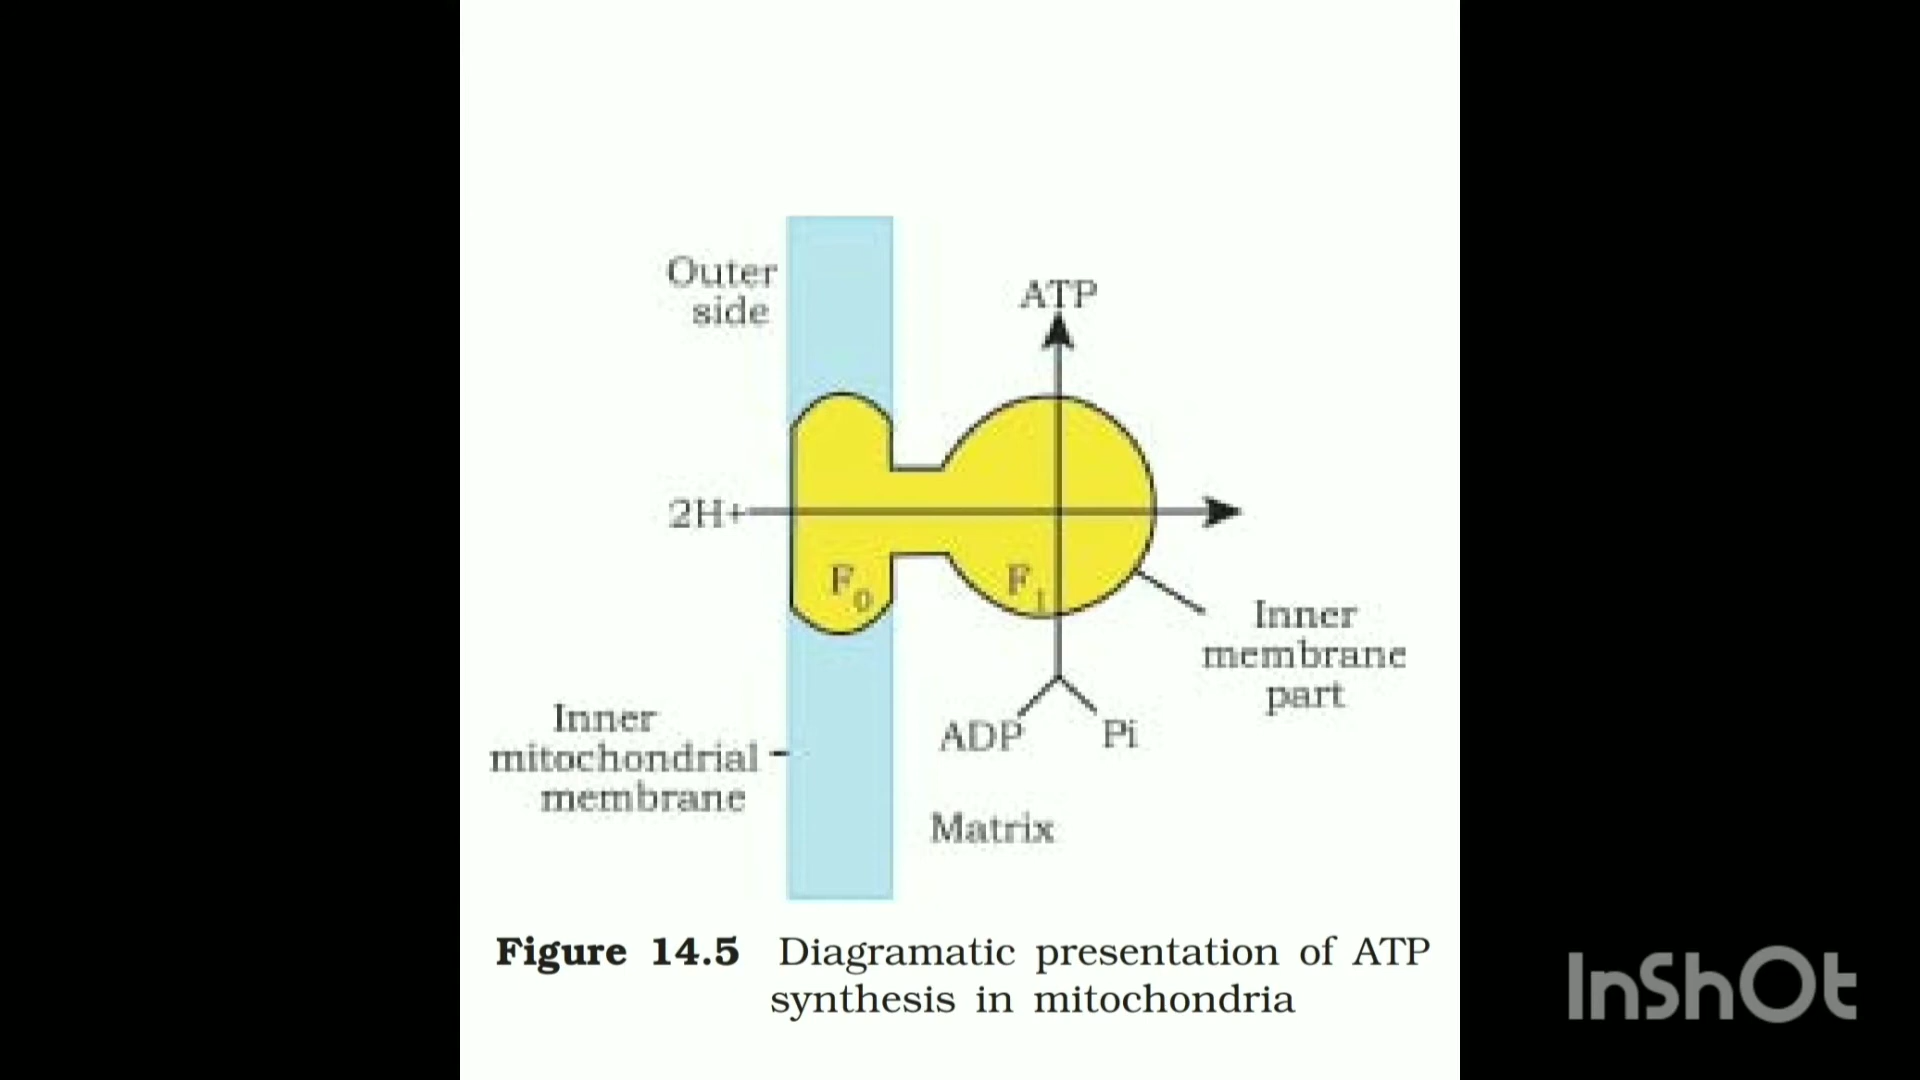 Outer
side
ATP
2H+
F0
F1
Inner
membrane
part
ADP
Pi
Inner
mitochondrial
membrane
Matrix
Figure 14.5 Diagramatic presentation of ATP
synthesis in mitochondria
InShOt